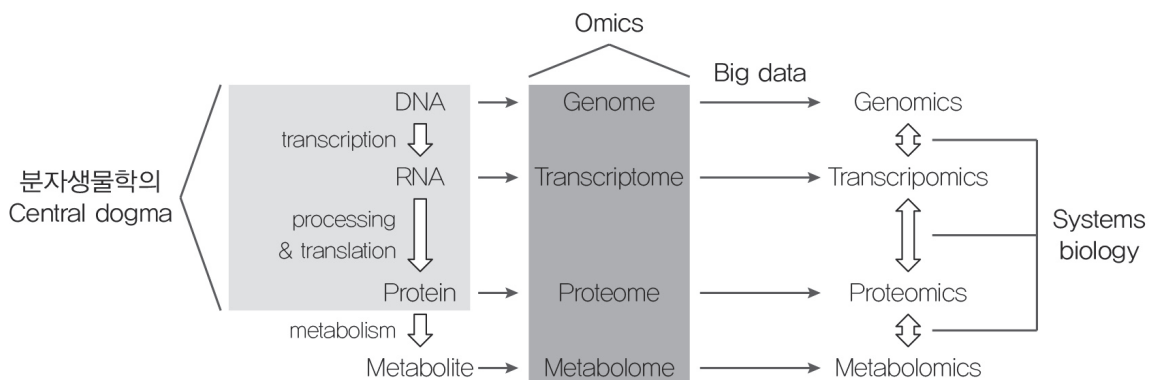 Omics
Big data
DNA Genome Genomics
transcription
RNA Transcriptome Transcripomics
분자생물학의
Central dogma
processing
& translation
Systems
biology
Protein Proteome Proteomics
metabolism
Metabolite Metabolome Metabolomics